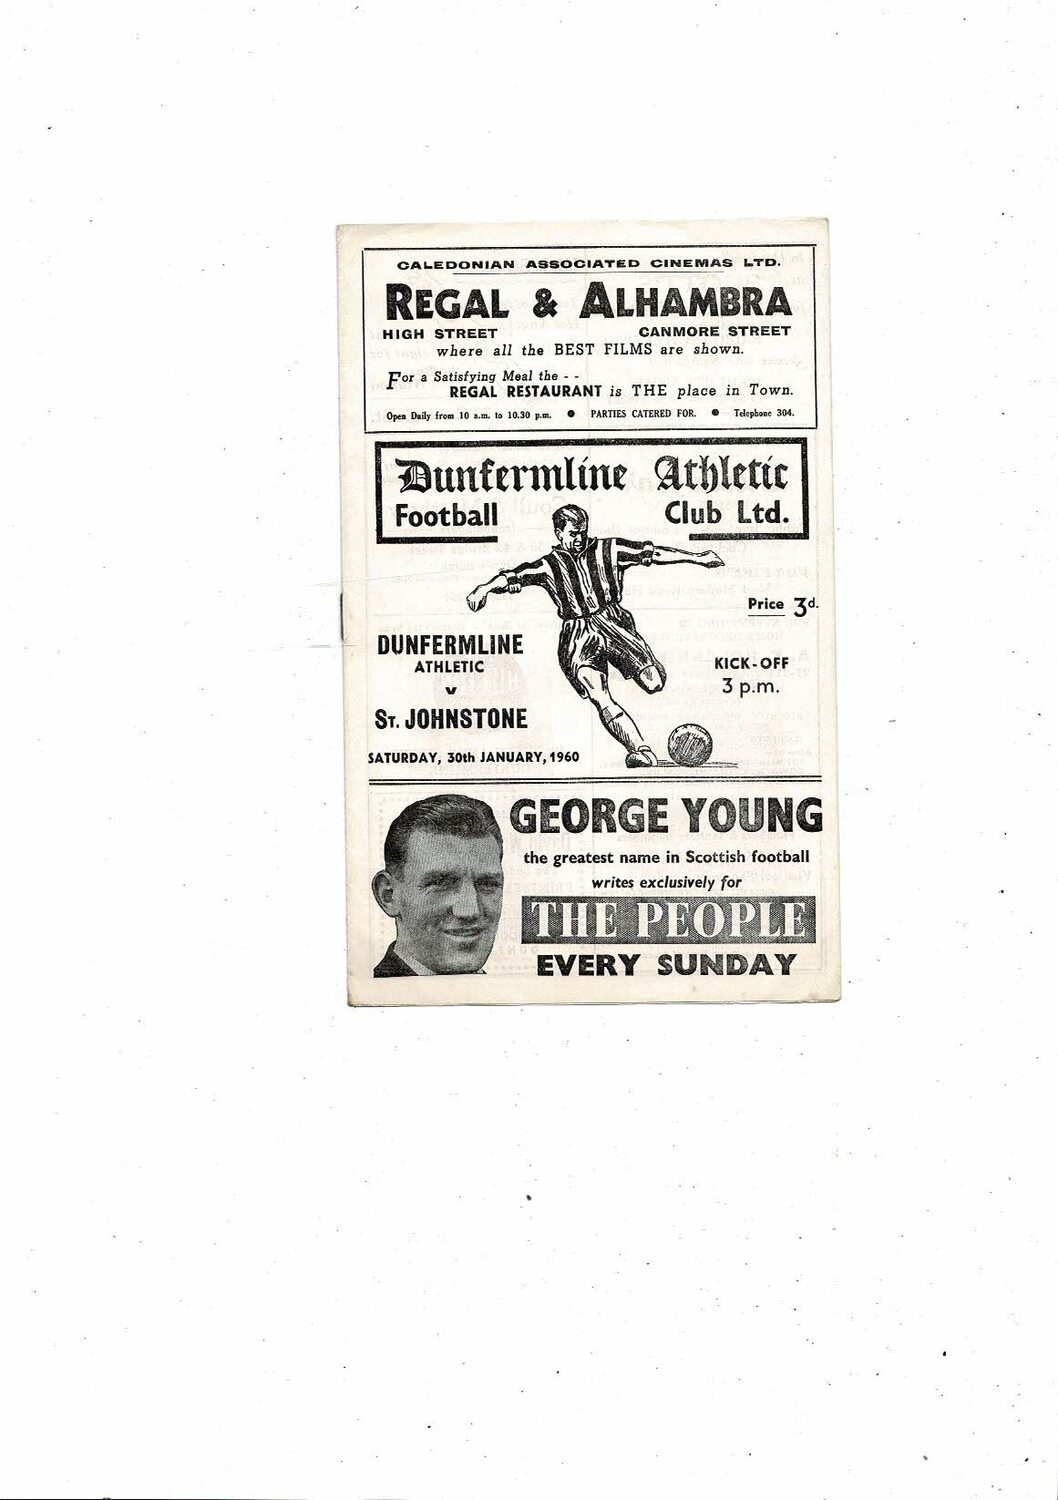 CALEDONIAN ASSOCIATED CINEMAS LTD.
REGAL & ALHAMBRA
HIGH STREET CANMORE STREET
where all the BEST FILMS are shown.
For a Satisfying Meal the - -
REGAL RESTAURANT is THE place in Town.
Open Daily from 10 a.m. to 10.30 p.m. ● PARTIES CATERED FOR. ● Telephone 304.
Dunfermline Athletic
Football Club Ltd.
Price 3d.
DUNFERMLINE
ATHLETIC
v
ST. JOHNSTONE
KICK-OFF
3 p.m.
SATURDAY, 30th JANUARY, 1960
GEORGE YOUNG
the greatest name in Scottish football
writes exclusively for
THE PEOPLE
EVERY SUNDAY